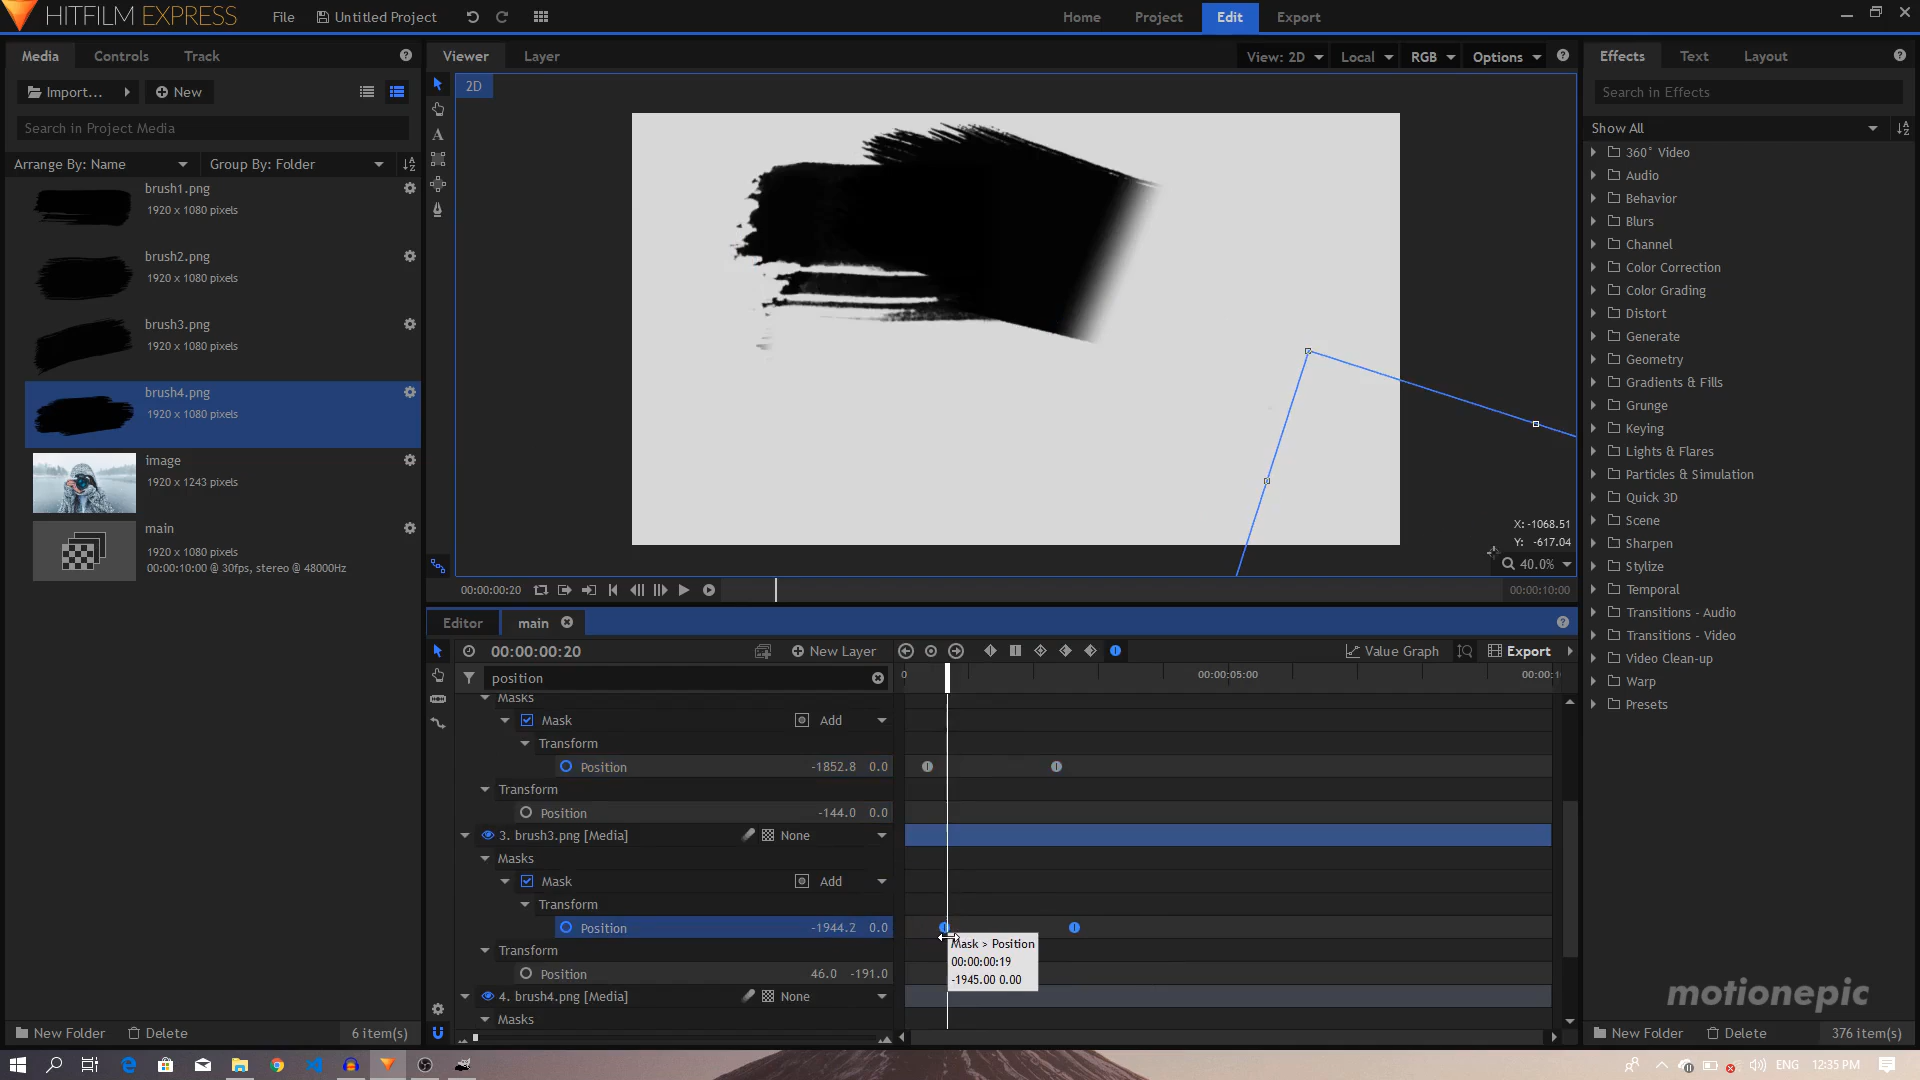 HITFILM EXPRESS
File
Untitled Project
Home
Project
Edit
Export
Media
Controls
Track
Import...
New
Search in Project Media
Arrange By: Name
Group By: Folder
brush1.png
1920 x 1080 pixels
brush2.png
1920 x 1080 pixels
brush3.png
1920 x 1080 pixels
brush4.png
1920 x 1080 pixels
image
1920 x 1243 pixels
main
1920 x 1080 pixels
00:00:10:00 @ 30fps, stereo @ 48000Hz
New Folder
Delete
6 item(s)
Viewer
Layer
View: 2D
Local
RGB
Options
2D
A
X: -1068.51
Y: -617.04
40.0%
00:00:00:20
00:00:10:00
Editor
main
00:00:00:20
New Layer
Value Graph
Export
position
0
00:00:05:00
Masks
Mask
Add
Transform
Position
-1852.8 0.0
Transform
Position
-144.0 0.0
3. brush3.png [Media]
None
Masks
Mask
Add
Transform
Position
-1944.2 0.0
Mask > Position
00:00:00:19
-1945.00 0.00
Transform
Position
46.0 -191.0
4. brush4.png [Media]
None
Masks
Effects
Text
Layout
Search in Effects
Show All
360° Video
Audio
Behavior
Blurs
Channel
Color Correction
Color Grading
Distort
Generate
Geometry
Gradients & Fills
Grunge
Keying
Lights & Flares
Particles & Simulation
Quick 3D
Scene
Sharpen
Stylize
Temporal
Transitions - Audio
Transitions - Video
Video Clean-up
Warp
Presets
motionepic
New Folder
Delete
376 item(s)
ENG
12:35 PM